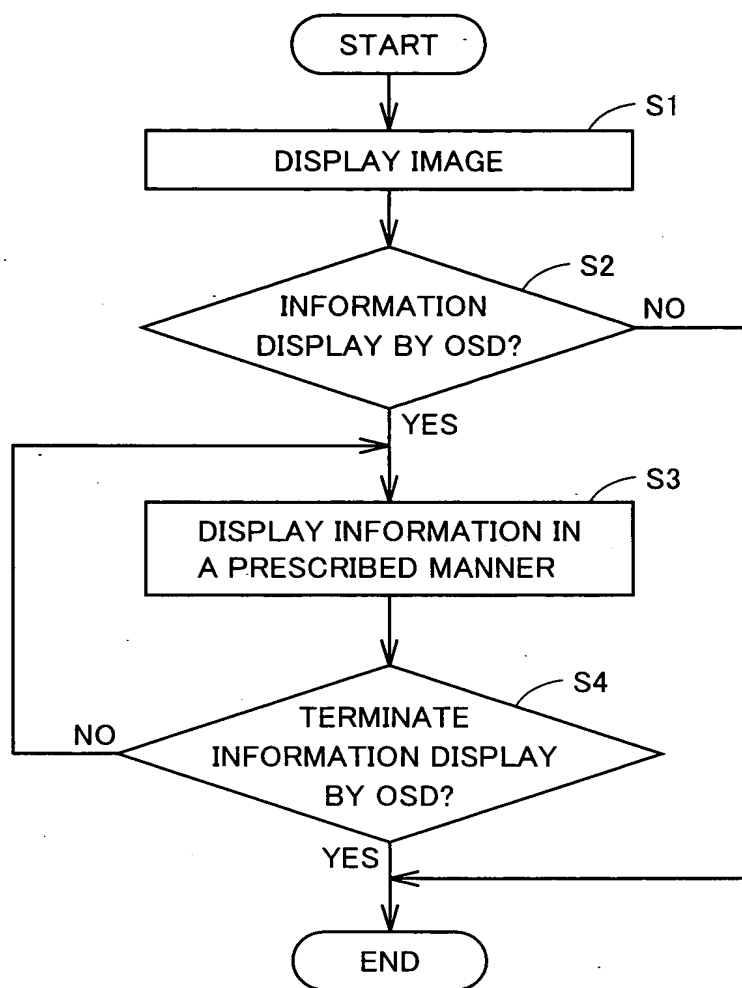 START
S1
DISPLAY IMAGE
S2
INFORMATION
DISPLAY BY OSD?
NO
YES
S3
DISPLAY INFORMATION IN
A PRESCRIBED MANNER
S4
TERMINATE
INFORMATION DISPLAY
BY OSD?
NO
YES
END